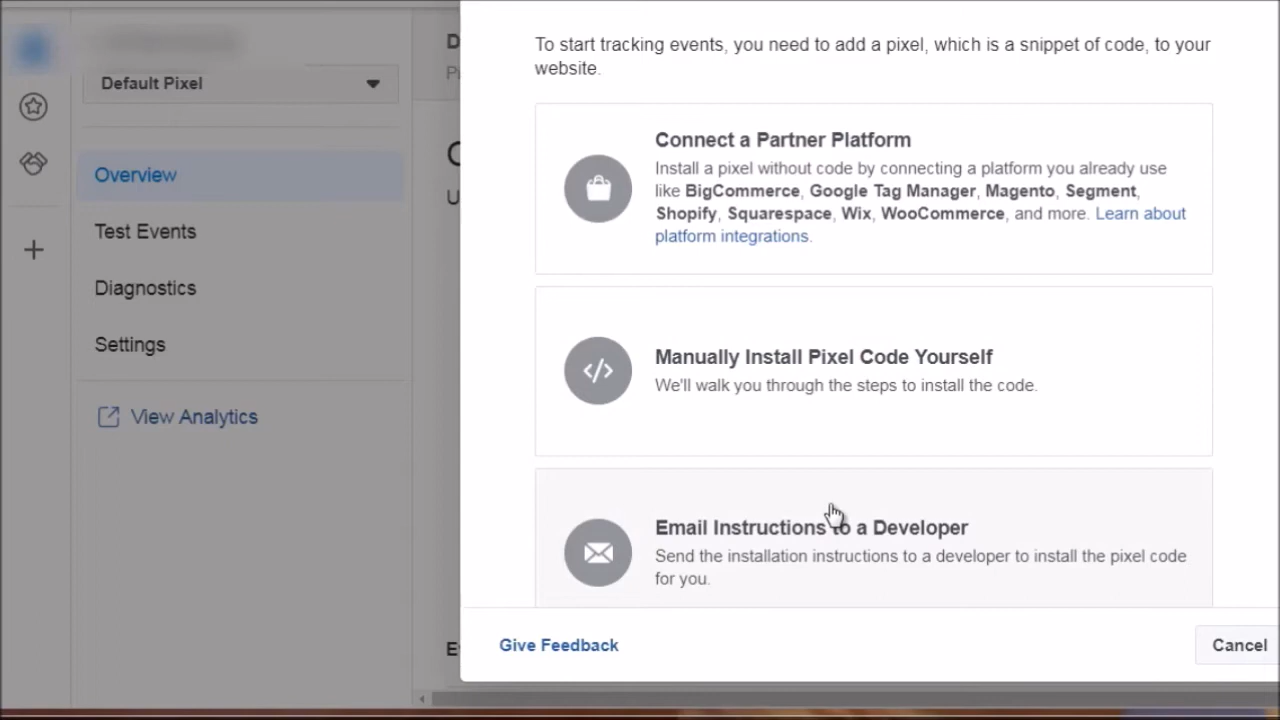 Default Pixel
Overview
Test Events
Diagnostics
Settings
View Analytics
To start tracking events, you need to add a pixel, which is a snippet of code, to your
website.
Connect a Partner Platform
Install a pixel without code by connecting a platform you already use
like BigCommerce, Google Tag Manager, Magento, Segment,
Shopify, Squarespace, Wix, WooCommerce, and more. Learn about
platform integrations.
Manually Install Pixel Code Yourself
We'll walk you through the steps to install the code.
Email Instructions to a Developer
Send the installation instructions to a developer to install the pixel code
for you.
Give Feedback
Cancel